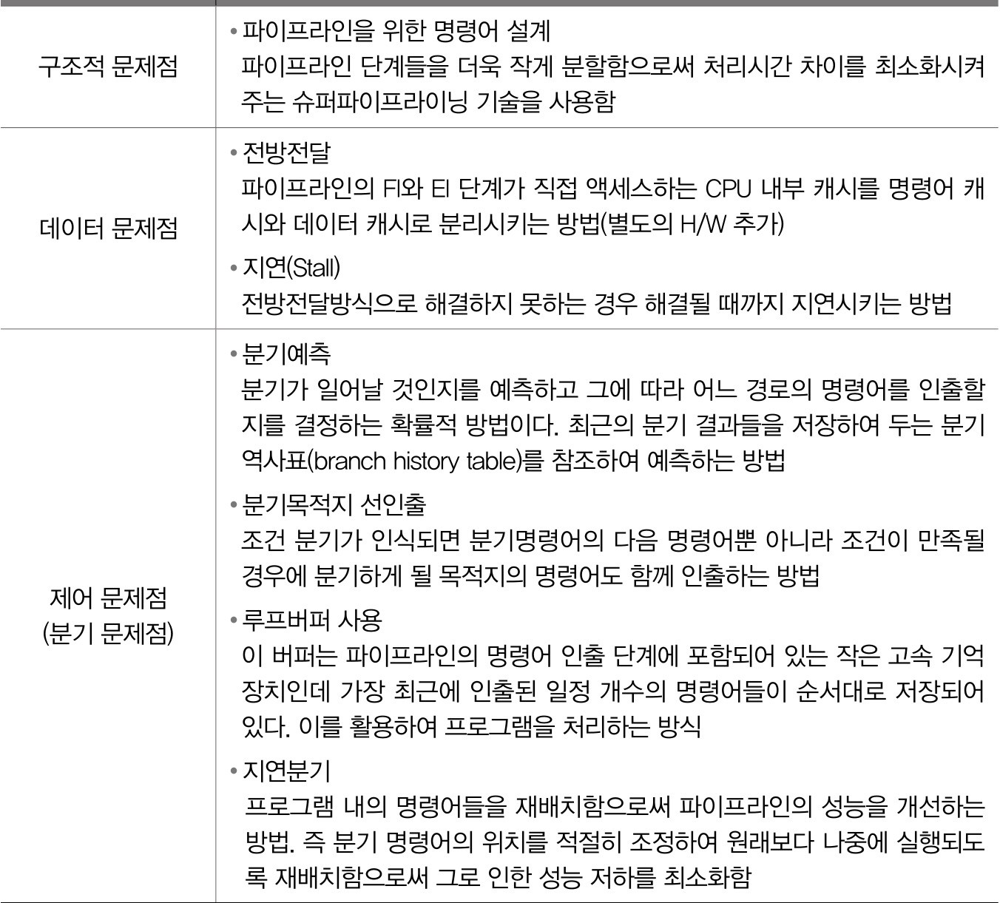 구조적 문제점
• 파이프라인을 위한 명령어 설계
파이프라인 단계들을 더욱 작게 분할함으로써 처리시간 차이를 최소화시켜
주는 슈퍼파이프라이닝 기술을 사용함
데이터 문제점
• 전방전달
파이프라인의 FI와 EI 단계가 직접 액세스하는 CPU 내부 캐시를 명령어 캐
시와 데이터 캐시로 분리시키는 방법(별도의 H/W 추가)
• 지연(Stall)
전방전달방식으로 해결하지 못하는 경우 해결될 때까지 지연시키는 방법
제어 문제점
(분기 문제점)
• 분기예측
분기가 일어날 것인지를 예측하고 그에 따라 어느 경로의 명령어를 인출할
지를 결정하는 확률적 방법이다. 최근의 분기 결과들을 저장하여 두는 분기
역사표(branch history table)를 참조하여 예측하는 방법
• 분기목적지 선인출
조건 분기가 인식되면 분기명령어의 다음 명령어뿐 아니라 조건이 만족될
경우에 분기하게 될 목적지의 명령어도 함께 인출하는 방법
• 루프버퍼 사용
이 버퍼는 파이프라인의 명령어 인출 단계에 포함되어 있는 작은 고속 기억
장치인데 가장 최근에 인출된 일정 개수의 명령어들이 순서대로 저장되어
있다. 이를 활용하여 프로그램을 처리하는 방식
• 지연분기
프로그램 내의 명령어들을 재배치함으로써 파이프라인의 성능을 개선하는
방법. 즉 분기 명령어의 위치를 적절히 조정하여 원래보다 나중에 실행되도
록 재배치함으로써 그로 인한 성능 저하를 최소화함